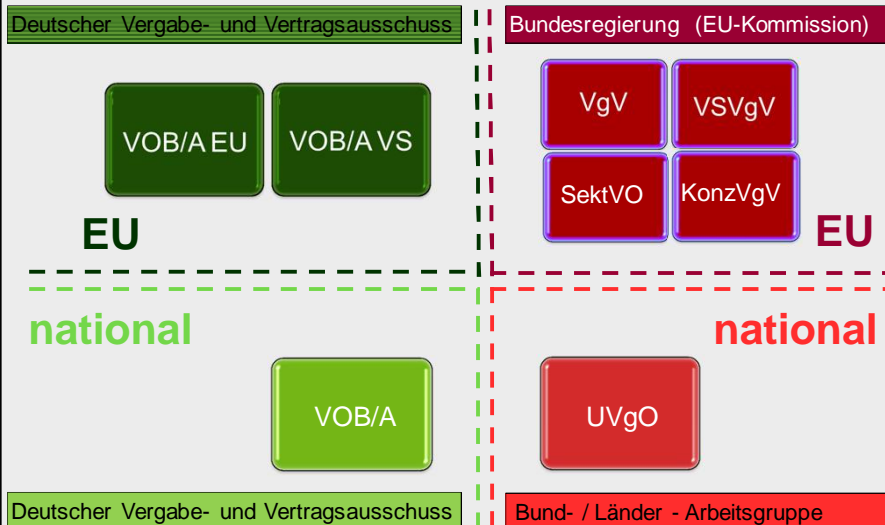 Deutscher Vergabe- und Vertragsausschuss
Bundesregierung (EU-Kommission)
VOB/A EU
VOB/A VS
VgV
VSVgV
SektVO
KonzVgV
EU
EU
national
national
VOB/A
UVgO
Deutscher Vergabe- und Vertragsausschuss
Bund- / Länder - Arbeitsgruppe